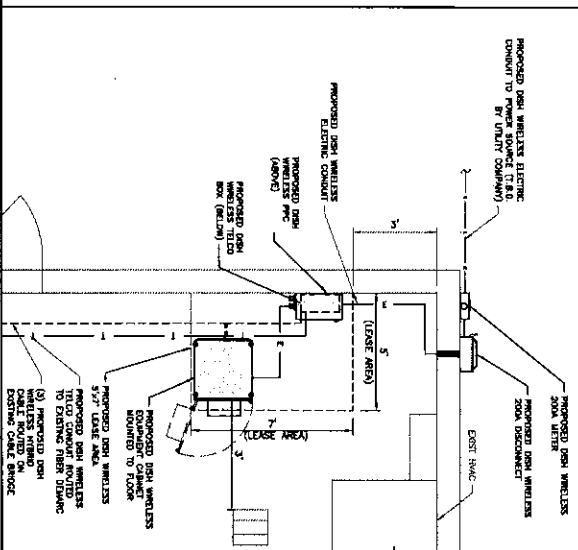 PROPOSED DISH WIRELESS ELECTRIC
CONDUIT TO POWER SOURCE (T.B.D.
BY UTILITY COMPANY)
PROPOSED DISH WIRELESS
ELECTRIC CONDUIT
PROPOSED DISH
WIRELESS PPC
(ABOVE)
PROPOSED DISH
WIRELESS TELCO
BOX (BELOW)
3'
E
5'
(LEASE AREA)
E
7'
(LEASE AREA)
3'
T
T
T
PROPOSED DISH WIRELESS
200A METER
PROPOSED DISH WIRELESS
200A DISCONNECT
EXIST HVAC
PROPOSED DISH WIRELESS
EQUIPMENT CABINET
MOUNTED TO FLOOR
PROPOSED DISH WIRELESS
5'x7' LEASE AREA
PROPOSED DISH WIRELESS
TELCO CONDUIT ROUTED
TO EXISTING FIBER DEMARC
(3) PROPOSED DISH
WIRELESS HYBRID
CABLE ROUTED ON
EXISTING CABLE BRIDGE